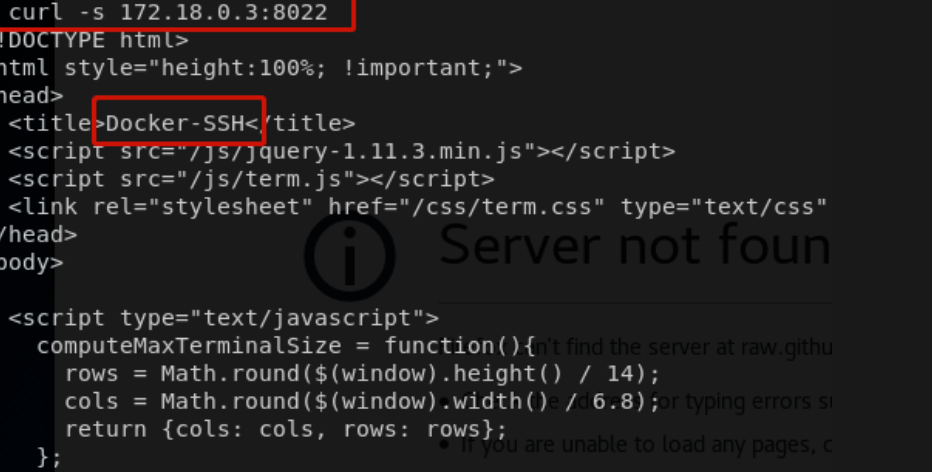 curl -s 172.18.0.3:8022
!DOCTYPE html>
html style="height:100%; !important;">
head>
<title>Docker-SSH</title>
<script src="/js/jquery-1.11.3.min.js"></script>
<script src="/js/term.js"></script>
<link rel="stylesheet" href="/css/term.css" type="text/css"
/head>
Server not foun
body>
<script type="text/javascript">
computeMaxTerminalSize = function(){
can't find the server at raw.githu
rows = Math.round($(window).height() / 14);
cols = Math.round($(window).width() / 6.8);
for typing errors
return {cols: cols, rows: rows};
If you are unable to load any pages, c
};